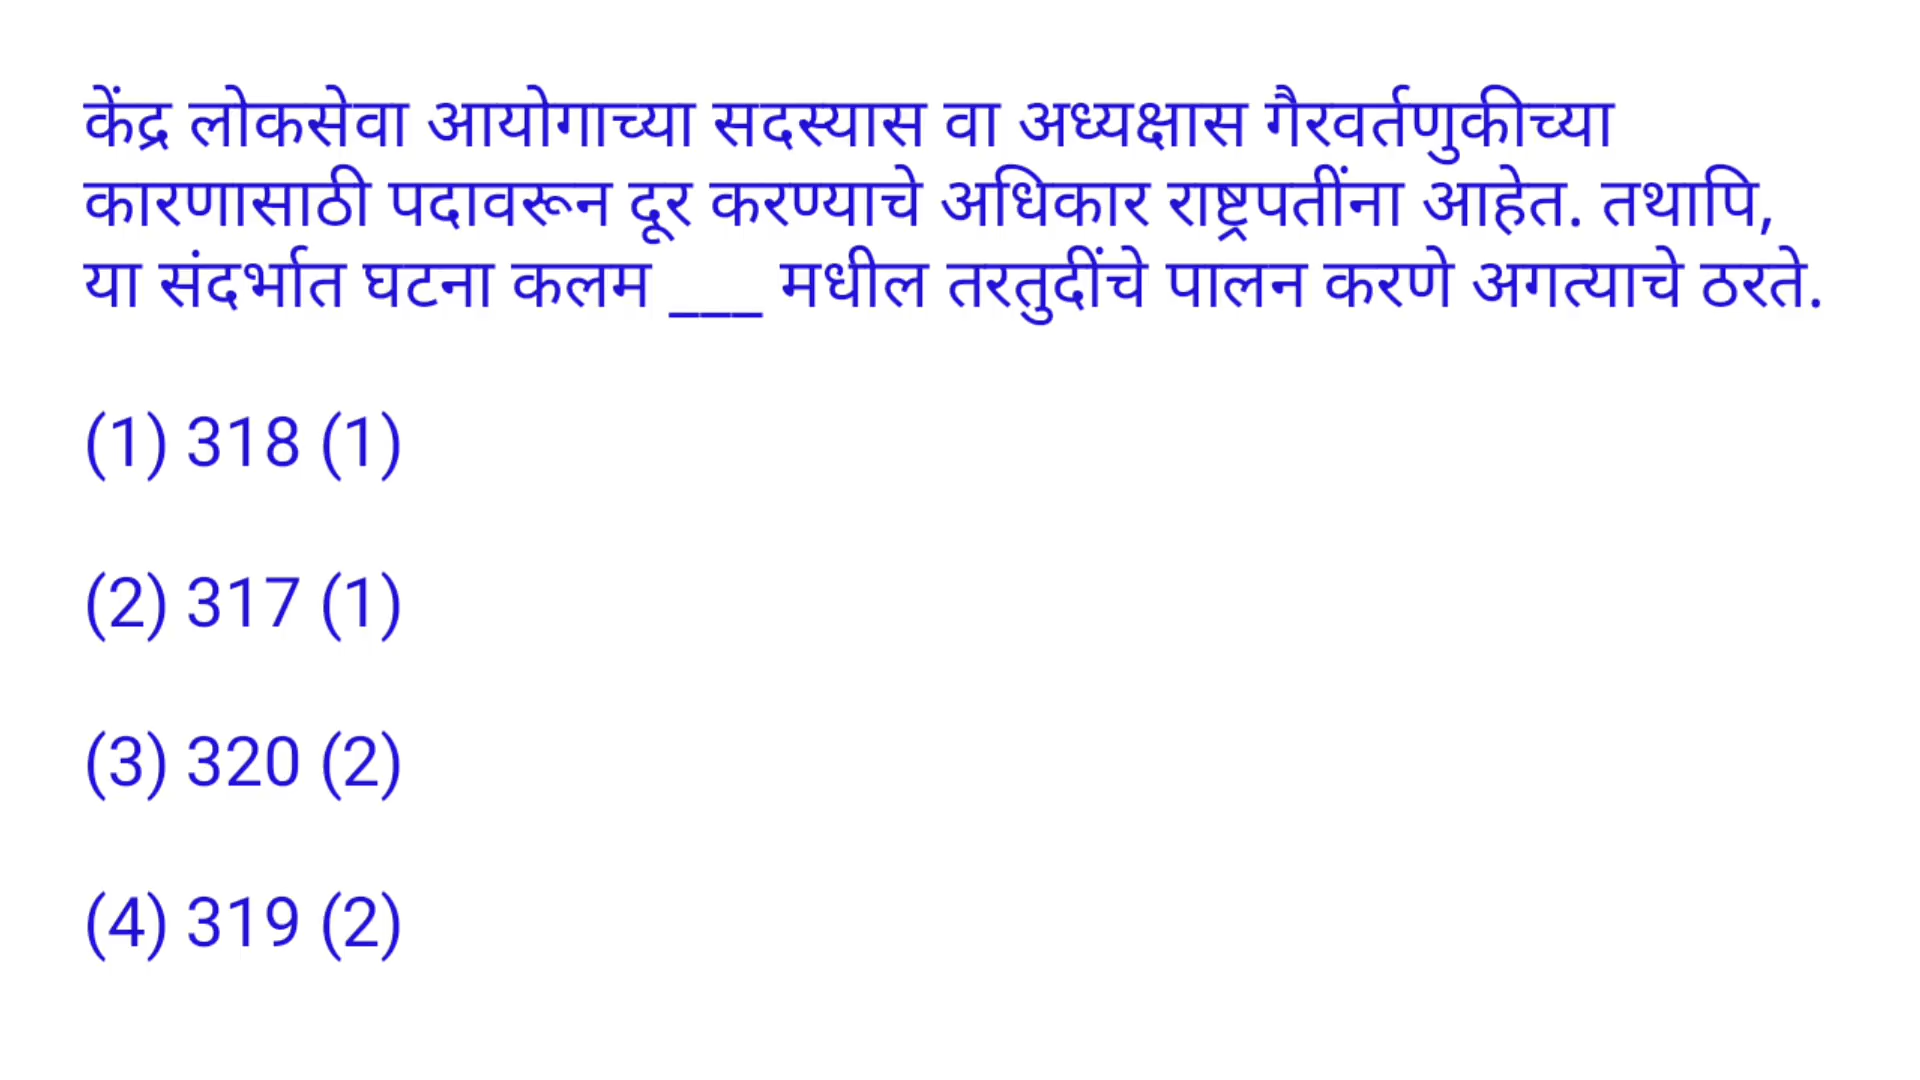 केंद्र लोकसेवा आयोगाच्या सदस्यास वा अध्यक्षास गैरवर्तणुकीच्या
कारणासाठी पदावरून दूर करण्याचे अधिकार राष्ट्रपतींना आहेत. तथापि,
या संदर्भात घटना कलम ___ मधील तरतुदींचे पालन करणे अगत्याचे ठरते.
(1) 318 (1)
(2) 317 (1)
(3) 320 (2)
(4) 319 (2)